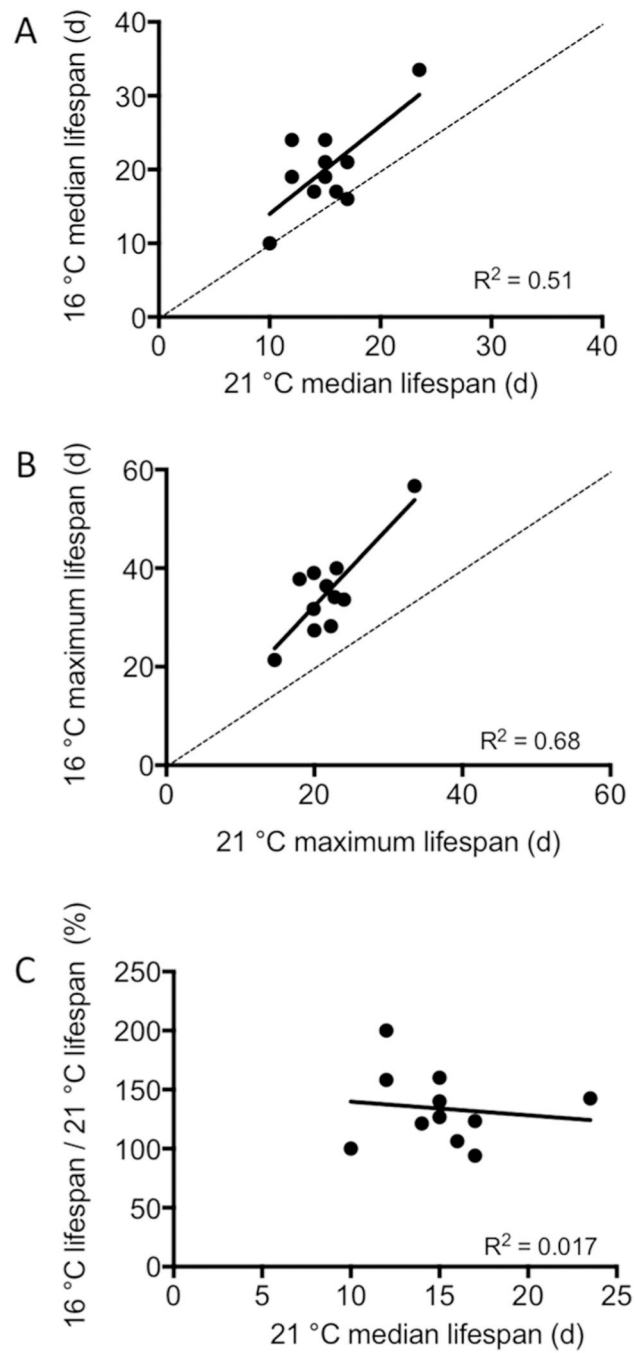 A
16 °C median lifespan (d)
40
30
20
10
0
0 10 20 30 40
R² = 0.51
21 °C median lifespan (d)
B
16 °C maximum lifespan (d)
60
40
20
0
0 20 40 60
R² = 0.68
21 °C maximum lifespan (d)
C
16 °C lifespan / 21 °C lifespan (%)
250
200
150
100
50
0
0 5 10 15 20 25
R² = 0.017
21 °C median lifespan (d)